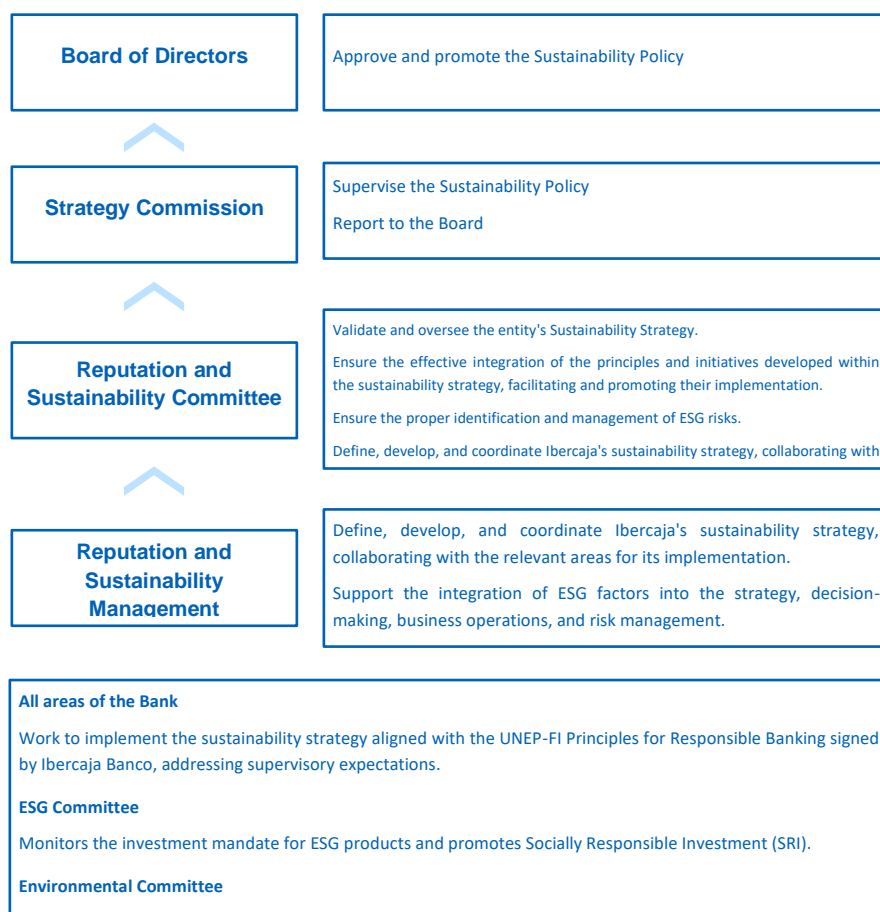 Board of Directors
Approve and promote the Sustainability Policy
Strategy Commission
Supervise the Sustainability Policy
Report to the Board
Reputation and
Sustainability Committee
Validate and oversee the entity's Sustainability Strategy.
Ensure the effective integration of the principles and initiatives developed within
the sustainability strategy, facilitating and promoting their implementation.
Ensure the proper identification and management of ESG risks.
Define, develop, and coordinate Ibercaja's sustainability strategy, collaborating with
Reputation and
Sustainability
Management
Define, develop, and coordinate Ibercaja's sustainability strategy,
collaborating with the relevant areas for its implementation.
Support the integration of ESG factors into the strategy, decision-
making, business operations, and risk management.
All areas of the Bank
Work to implement the sustainability strategy aligned with the UNEP-FI Principles for Responsible Banking signed
by Ibercaja Banco, addressing supervisory expectations.
ESG Committee
Monitors the investment mandate for ESG products and promotes Socially Responsible Investment (SRI).
Environmental Committee